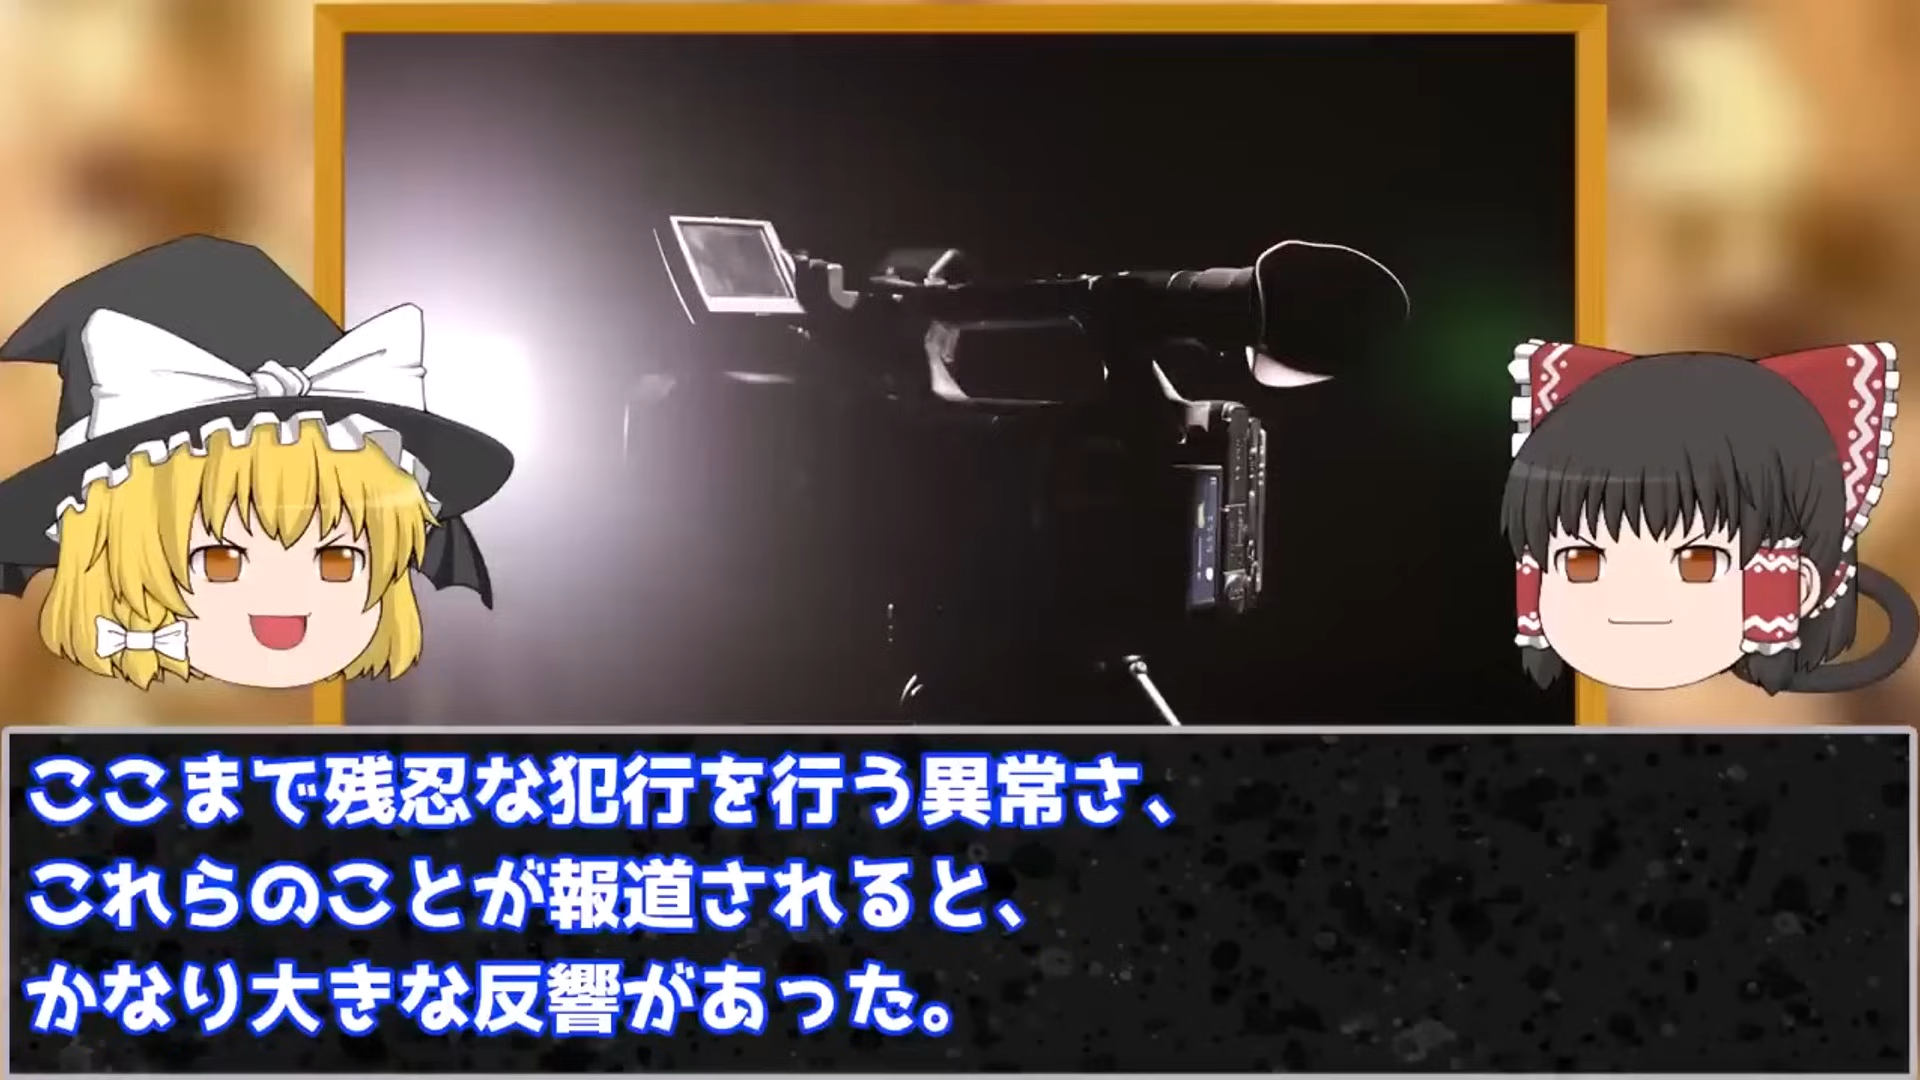 ここまで残忍な犯行を行う異常さ、
これらのことが報道されると、
かなり大きな反響があった。